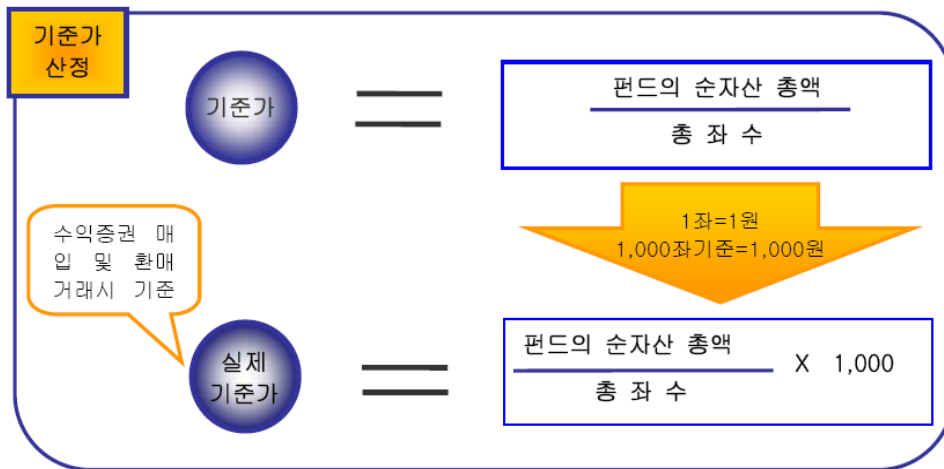 기준가
산정
기준가
펀드의 순자산 총액
총 좌 수
1좌=1원
1,000좌기준=1,000원
수익증권 매
입 및 환매
거래시 기준
실제
기준가
펀드의 순자산 총액
총 좌 수
X 1,000